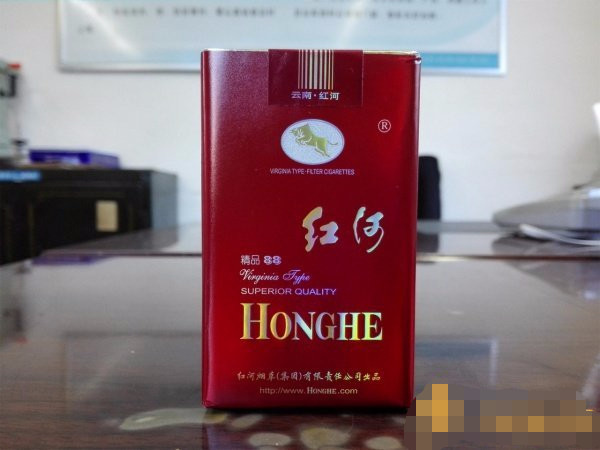 云南·红河
®
VIRGINIA TYPE-FILTER CIGARETTES
红河
精品 88
Virginia Type
SUPERIOR QUALITY
HONGHE
红河烟草(集团)有限责任公司出品
http://www.HONGHE.com